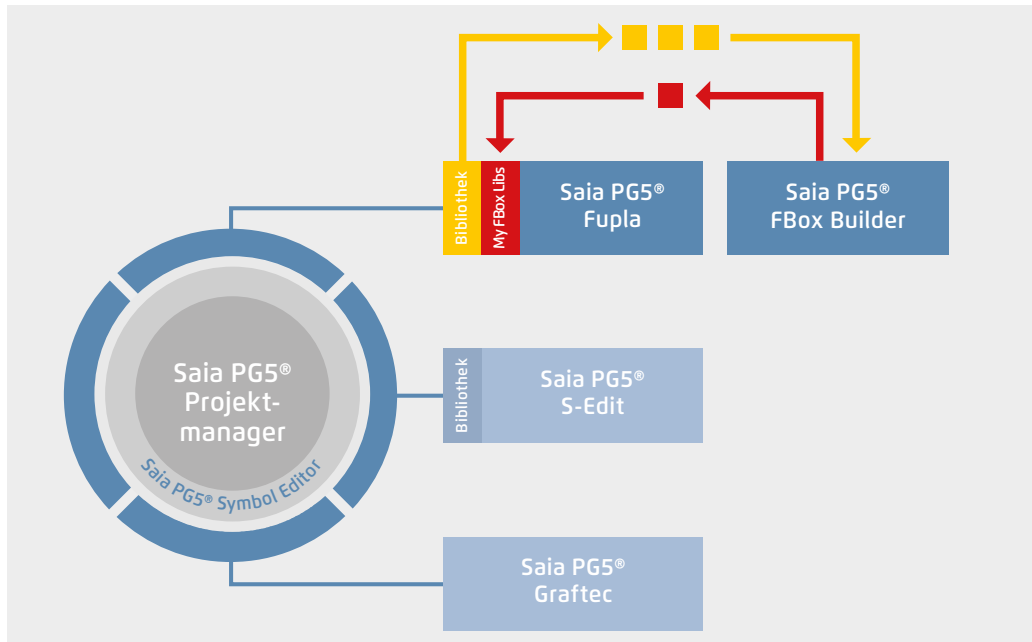 Bibliothek
My FBox Libs
Saia PG5®
Fupla
Saia PG5®
FBox Builder
Saia PG5®
Projekt-
manager
Saia PG5® Symbol Editor
Bibliothek
Saia PG5®
S-Edit
Saia PG5®
Graftec